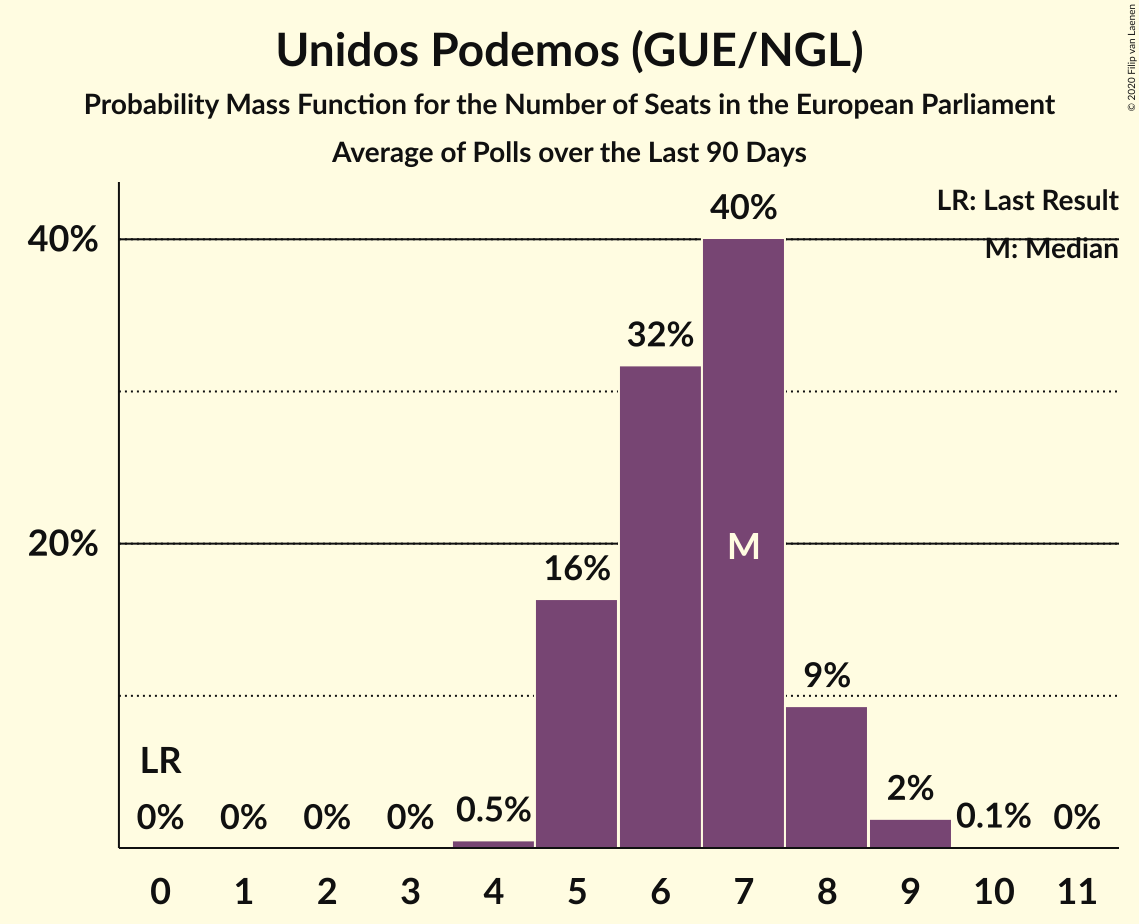 Unidos Podemos (GUE/NGL)
Probability Mass Function for the Number of Seats in the European Parliament
Average of Polls over the Last 90 Days
© 2020 Filip van Laenen
LR: Last Result
M: Median
40%
20%
LR
0%
0%
0%
0%
0.5%
16%
32%
40%
M
9%
2%
0.1%
0%
0 1 2 3 4 5 6 7 8 9 10 11